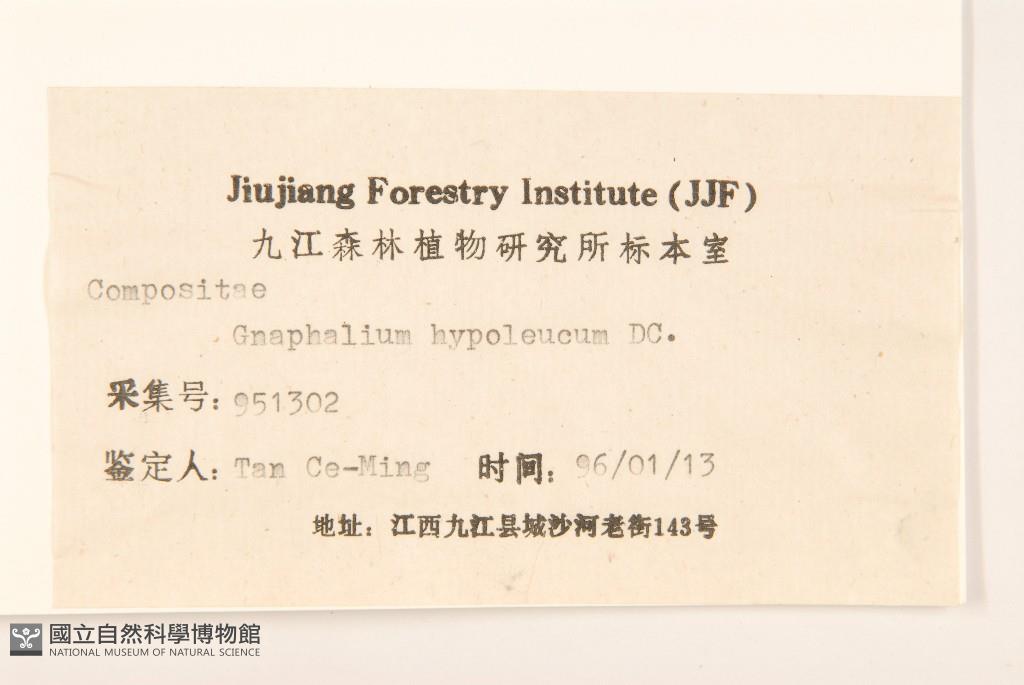 Jiujiang Forestry Institute (JJF)
九江森林植物研究所标本室
Compositae
Gnaphalium hypoleucum DC.
采集号: 951302
鉴定人: Tan Ce-Ming 时间: 96/01/13
地址: 江西九江县城沙河老街143号
國立自然科學博物館
NATIONAL MUSEUM OF NATURAL SCIENCE